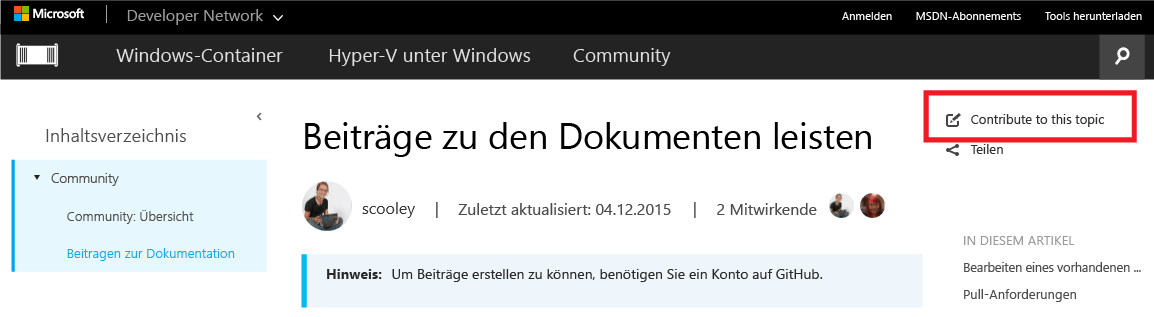 Microsoft Developer Network Anmelden MSDN-Abonnements Tools herunterladen
Windows-Container Hyper-V unter Windows Community
Inhaltsverzeichnis
Community
Community: Übersicht
Beitragen zur Dokumentation
Beiträge zu den Dokumenten leisten
scooley | Zuletzt aktualisiert: 04.12.2015 | 2 Mitwirkende
Hinweis: Um Beiträge erstellen zu können, benötigen Sie ein Konto auf GitHub.
Contribute to this topic
Teilen
IN DIESEM ARTIKEL
Bearbeiten eines vorhandenen ...
Pull-Anforderungen